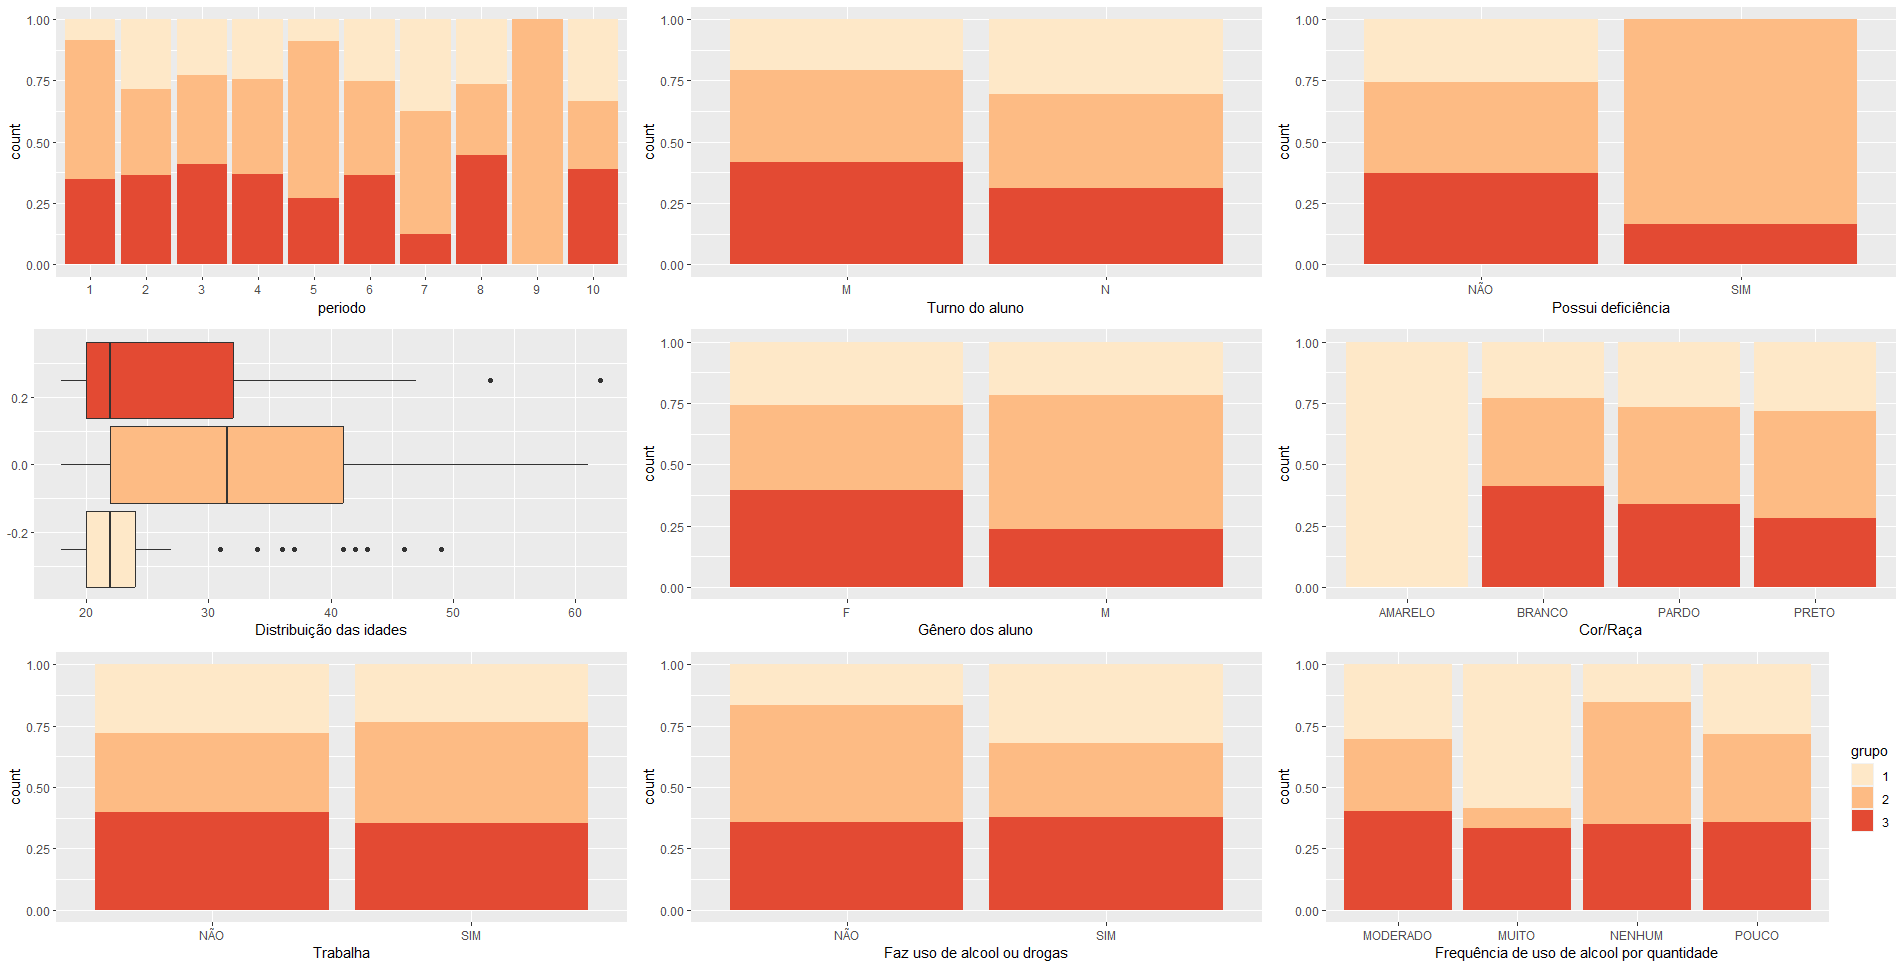 1.00
0.75
0.50
0.25
0.00
count
1 2 3 4 5 6 7 8 9 10
periodo
1.00
0.75
0.50
0.25
0.00
count
M N
Turno do aluno
1.00
0.75
0.50
0.25
0.00
count
NÃO SIM
Possui deficiência
0.2
0.0
-0.2
20 30 40 50 60
Distribuição das idades
1.00
0.75
0.50
0.25
0.00
count
F M
Gênero dos aluno
1.00
0.75
0.50
0.25
0.00
count
AMARELO BRANCO PARDO PRETO
Cor/Raça
1.00
0.75
0.50
0.25
0.00
count
NÃO SIM
Trabalha
1.00
0.75
0.50
0.25
0.00
count
NÃO SIM
Faz uso de alcool ou drogas
1.00
0.75
0.50
0.25
0.00
count
MODERADO MUITO NENHUM POUCO
Frequência de uso de alcool por quantidade
grupo
1
2
3